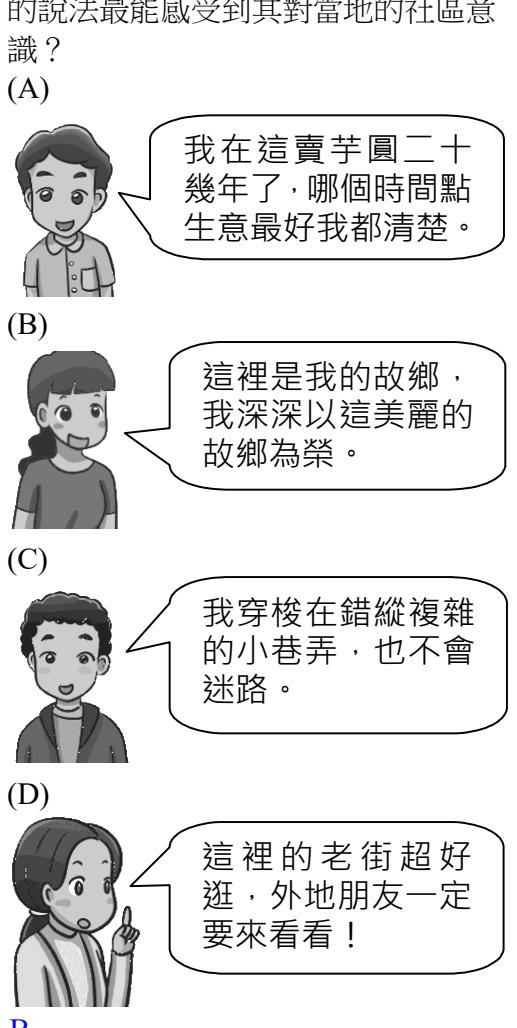 的說法最能感受到其對當地的社區意
識？
(A)
我在這賣芋圓二十
幾年了，哪個時間點
生意最好我都清楚。
(B)
這裡是我的故鄉，
我深深以這美麗的
故鄉為榮。
(C)
我穿梭在錯縱複雜
的小巷弄，也不會
迷路。
(D)
這裡的老街超好
逛，外地朋友一定
要來看看！
B